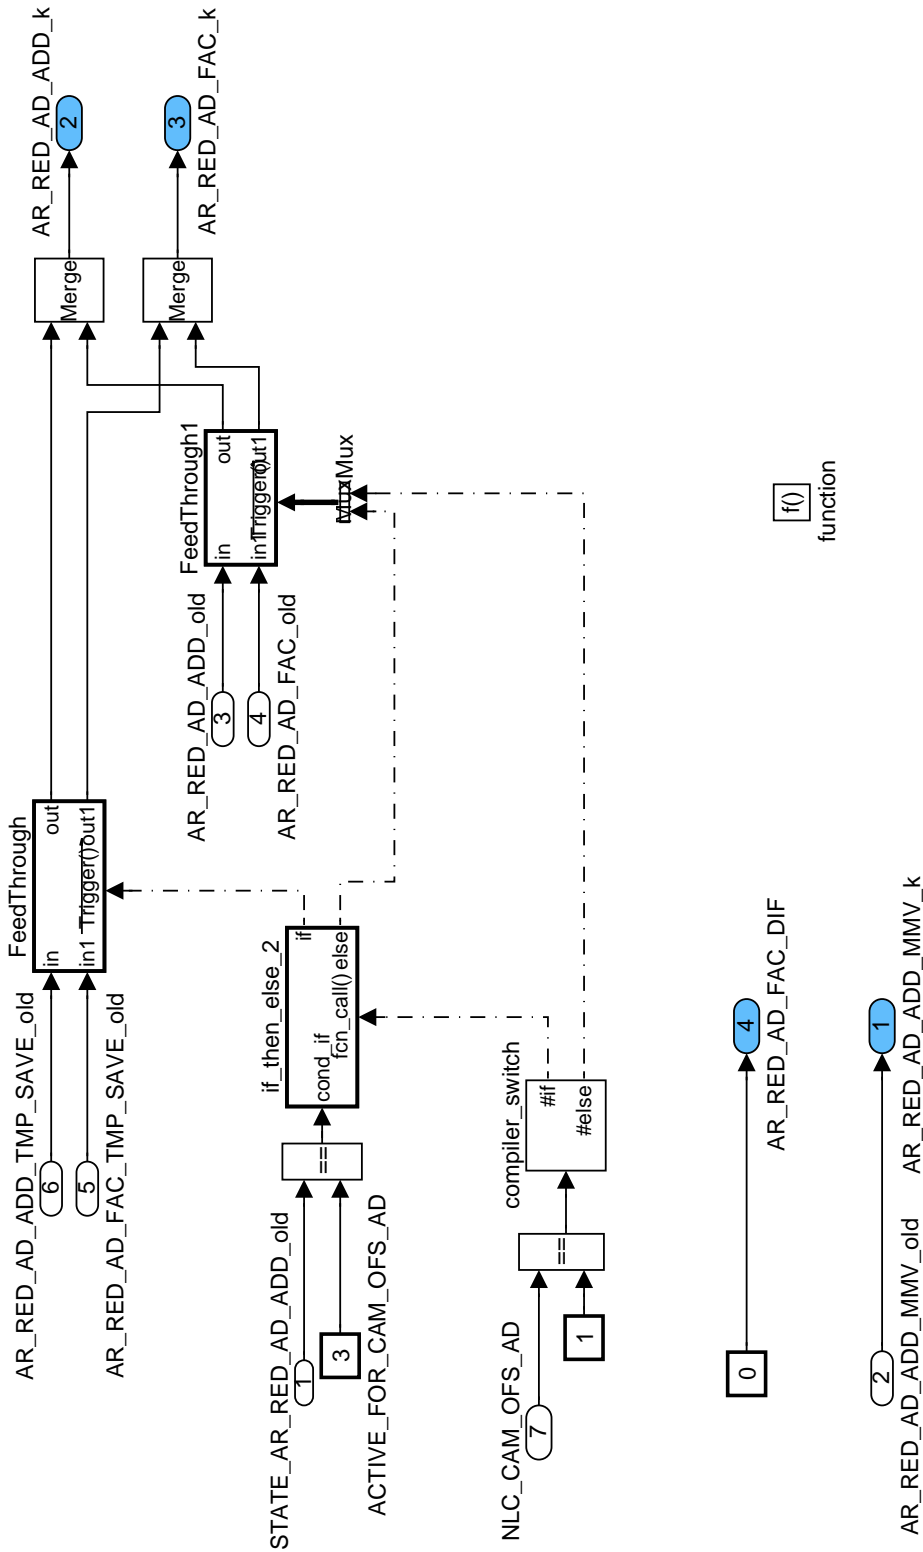 AR_RED_AD_ADD_TMP_SAVE_old
6
5
AR_RED_AD_FAC_TMP_SAVE_old
FeedThrough
in
out
in1
Trigger()
out1
Merge
AR_RED_AD_ADD_k
2
Merge
3
AR_RED_AD_FAC_k
AR_RED_AD_ADD_old
3
4
AR_RED_AD_FAC_old
FeedThrough1
in
out
in1
Trigger()
out1
Mux
Mux
STATE_AR_RED_AD_ADD_old
1
3
ACTIVE_FOR_CAM_OFS_AD
==
if_then_else_2
cond_if
if
fcn_call()
else
NLC_CAM_OFS_AD
7
1
==
compiler_switch
#if
#else
f()
function
0
4
AR_RED_AD_FAC_DIF
2
AR_RED_AD_ADD_MMV_old
1
AR_RED_AD_ADD_MMV_k